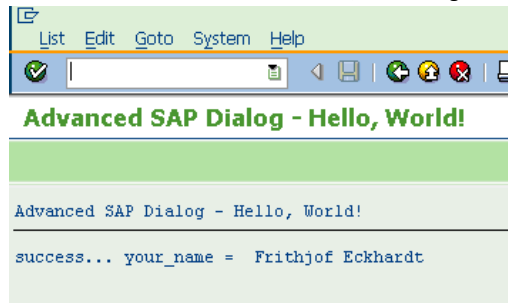 List Edit Goto System Help
Advanced SAP Dialog - Hello, World!
Advanced SAP Dialog - Hello, World!
success... your_name = Frithjof Eckhardt